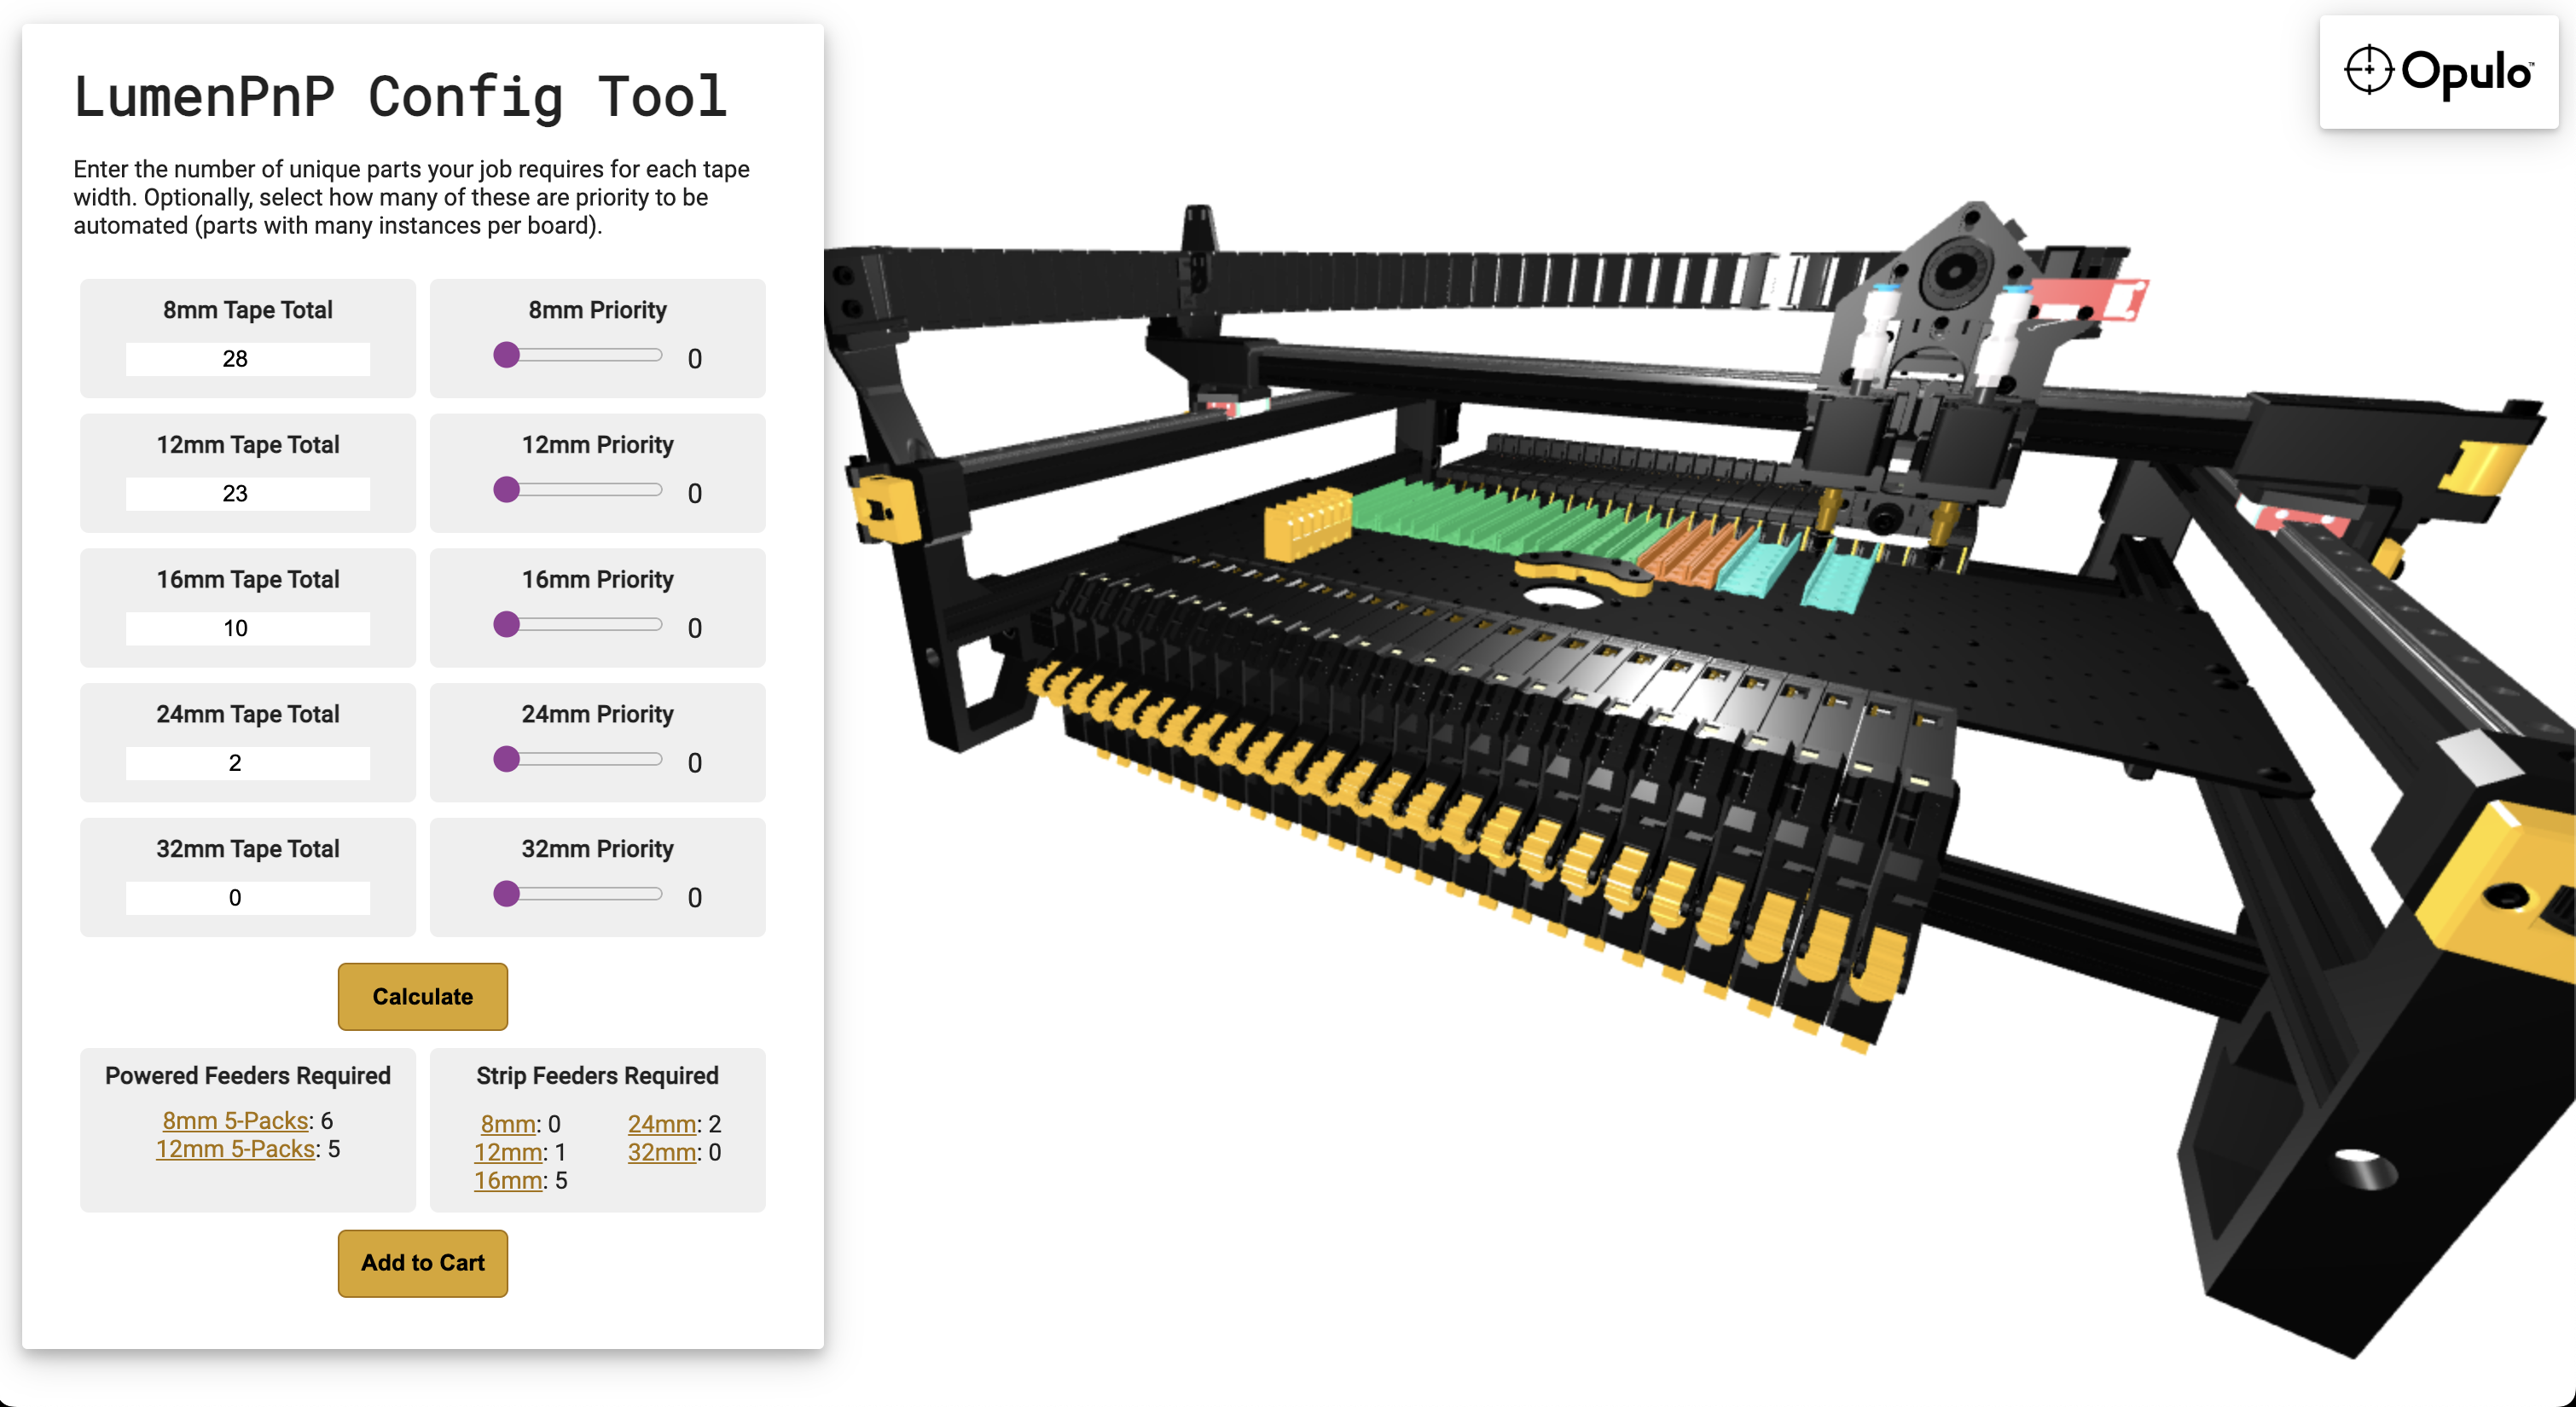 LumenPnP Config Tool
Enter the number of unique parts your job requires for each tape
width. Optionally, select how many of these are priority to be
automated (parts with many instances per board).
8mm Tape Total
28
8mm Priority
0
12mm Tape Total
23
12mm Priority
0
16mm Tape Total
10
16mm Priority
0
24mm Tape Total
2
24mm Priority
0
32mm Tape Total
0
32mm Priority
0
Calculate
Powered Feeders Required
8mm 5-Packs: 6
12mm 5-Packs: 5
Strip Feeders Required
8mm: 0
12mm: 1
16mm: 5
24mm: 2
32mm: 0
Add to Cart
Opulo™